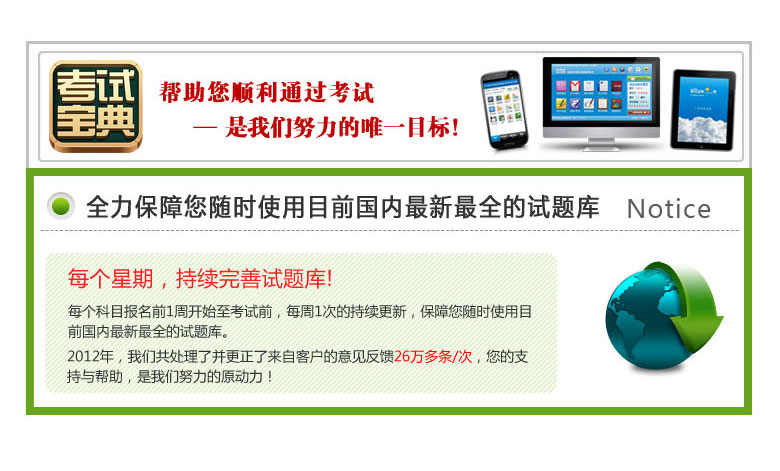 考试
宝典
帮助您顺利通过考试
— 是我们努力的唯一目标!
全力保障您随时使用目前国内最新最全的试题库 Notice
每个星期，持续完善试题库!
每个科目报名前1周开始至考试前，每周1次的持续更新，保障您随时使用目
前国内最新最全的试题库。
2012年，我们共处理了并更正了来自客户的意见反馈26万多条/次，您的支
持与帮助，是我们努力的原动力！